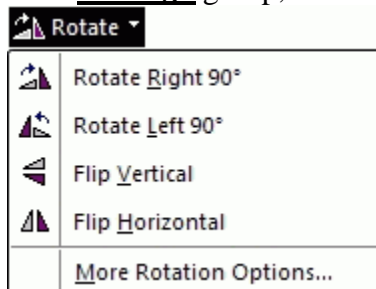 Rotate
Rotate Right 90°
Rotate Left 90°
Flip Vertical
Flip Horizontal
More Rotation Options...